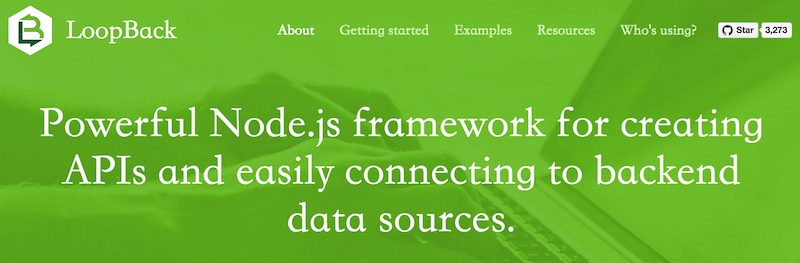 LoopBack
About Getting started Examples Resources Who's using? Star 3,273
Powerful Node.js framework for creating
APIs and easily connecting to backend
data sources.